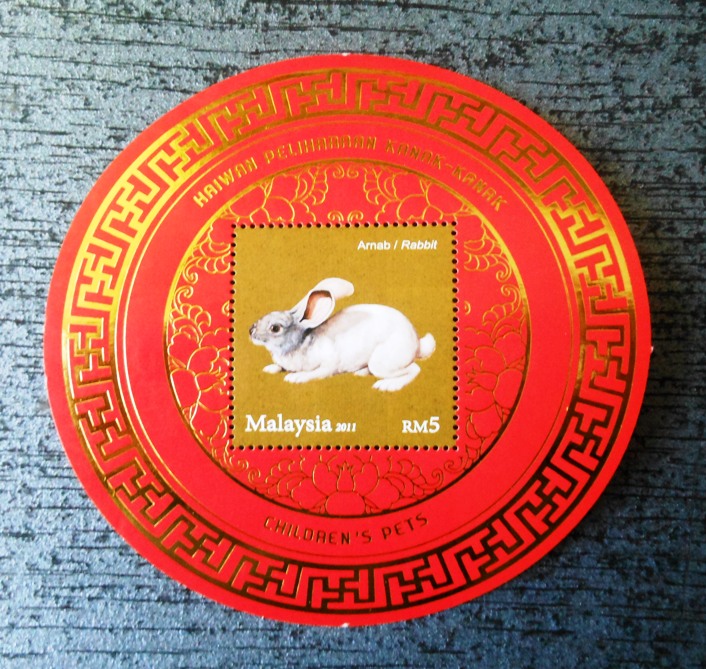 HAIWAN PELIHARAAN KANAK-KANAK
Arnab / Rabbit
Malaysia 2011 RM5
CHILDREN'S PETS